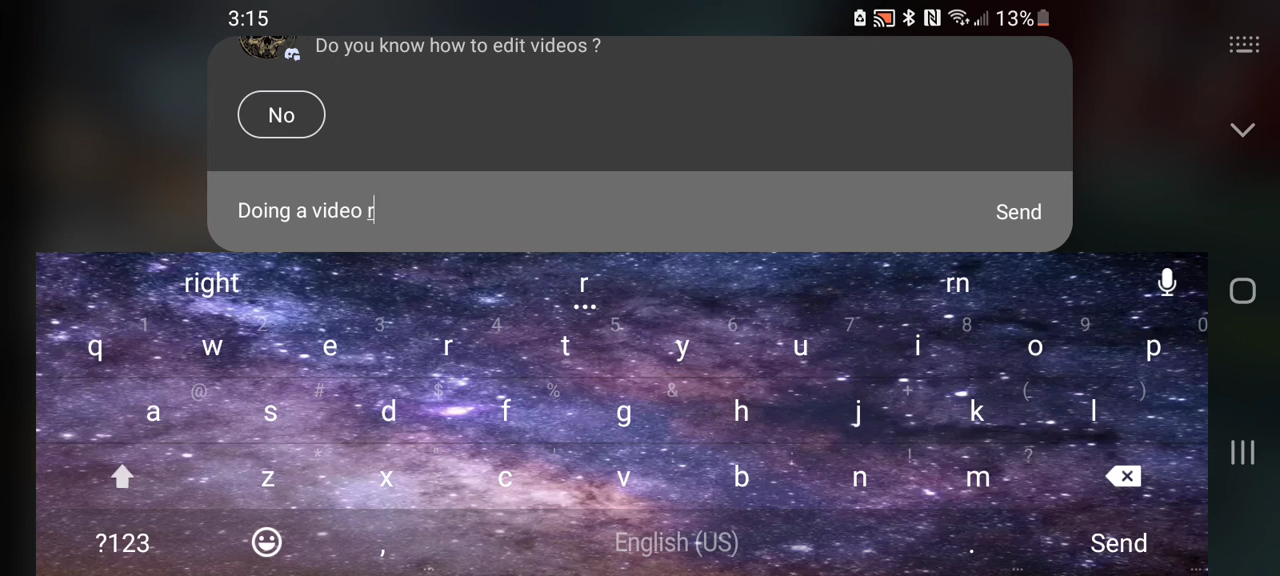 3:15 13%
Do you know how to edit videos ?
No
Doing a video r
Send
right r rn
1 2 3 4 5 6 7 8 9 0
q w e r t y u i o p
@ # $ % & + ( )
a s d f g h j k l
* " ' : ; ! ?
z x c v b n m
?123 , English (US) . Send